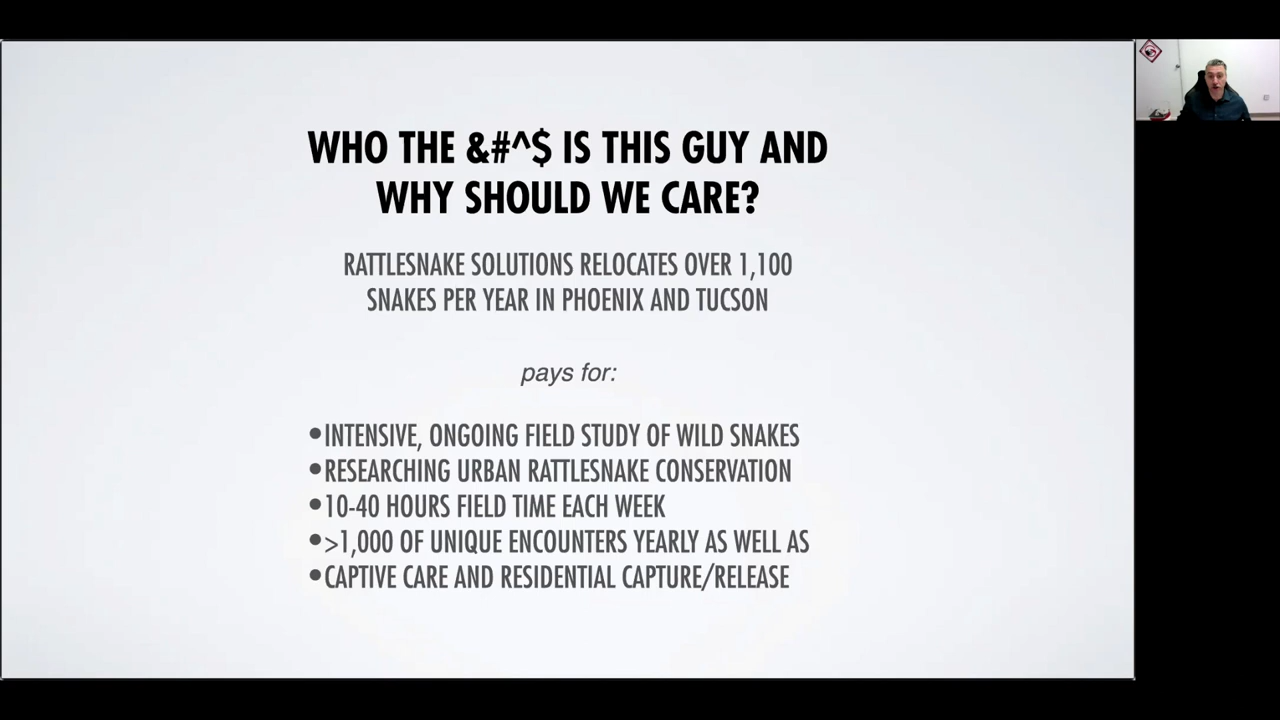 WHO THE &#^$ IS THIS GUY AND
WHY SHOULD WE CARE?
RATTLESNAKE SOLUTIONS RELOCATES OVER 1,100
SNAKES PER YEAR IN PHOENIX AND TUCSON
pays for:
•INTENSIVE, ONGOING FIELD STUDY OF WILD SNAKES
•RESEARCHING URBAN RATTLESNAKE CONSERVATION
•10-40 HOURS FIELD TIME EACH WEEK
•>1,000 OF UNIQUE ENCOUNTERS YEARLY AS WELL AS
•CAPTIVE CARE AND RESIDENTIAL CAPTURE/RELEASE